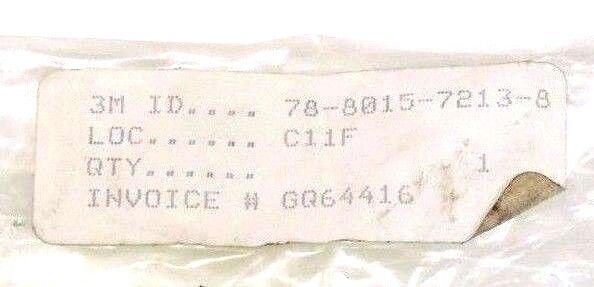 3M ID.... 78-8015-7213-8
LOC...... C11F
QTY...... 1
INVOICE # GQ64416